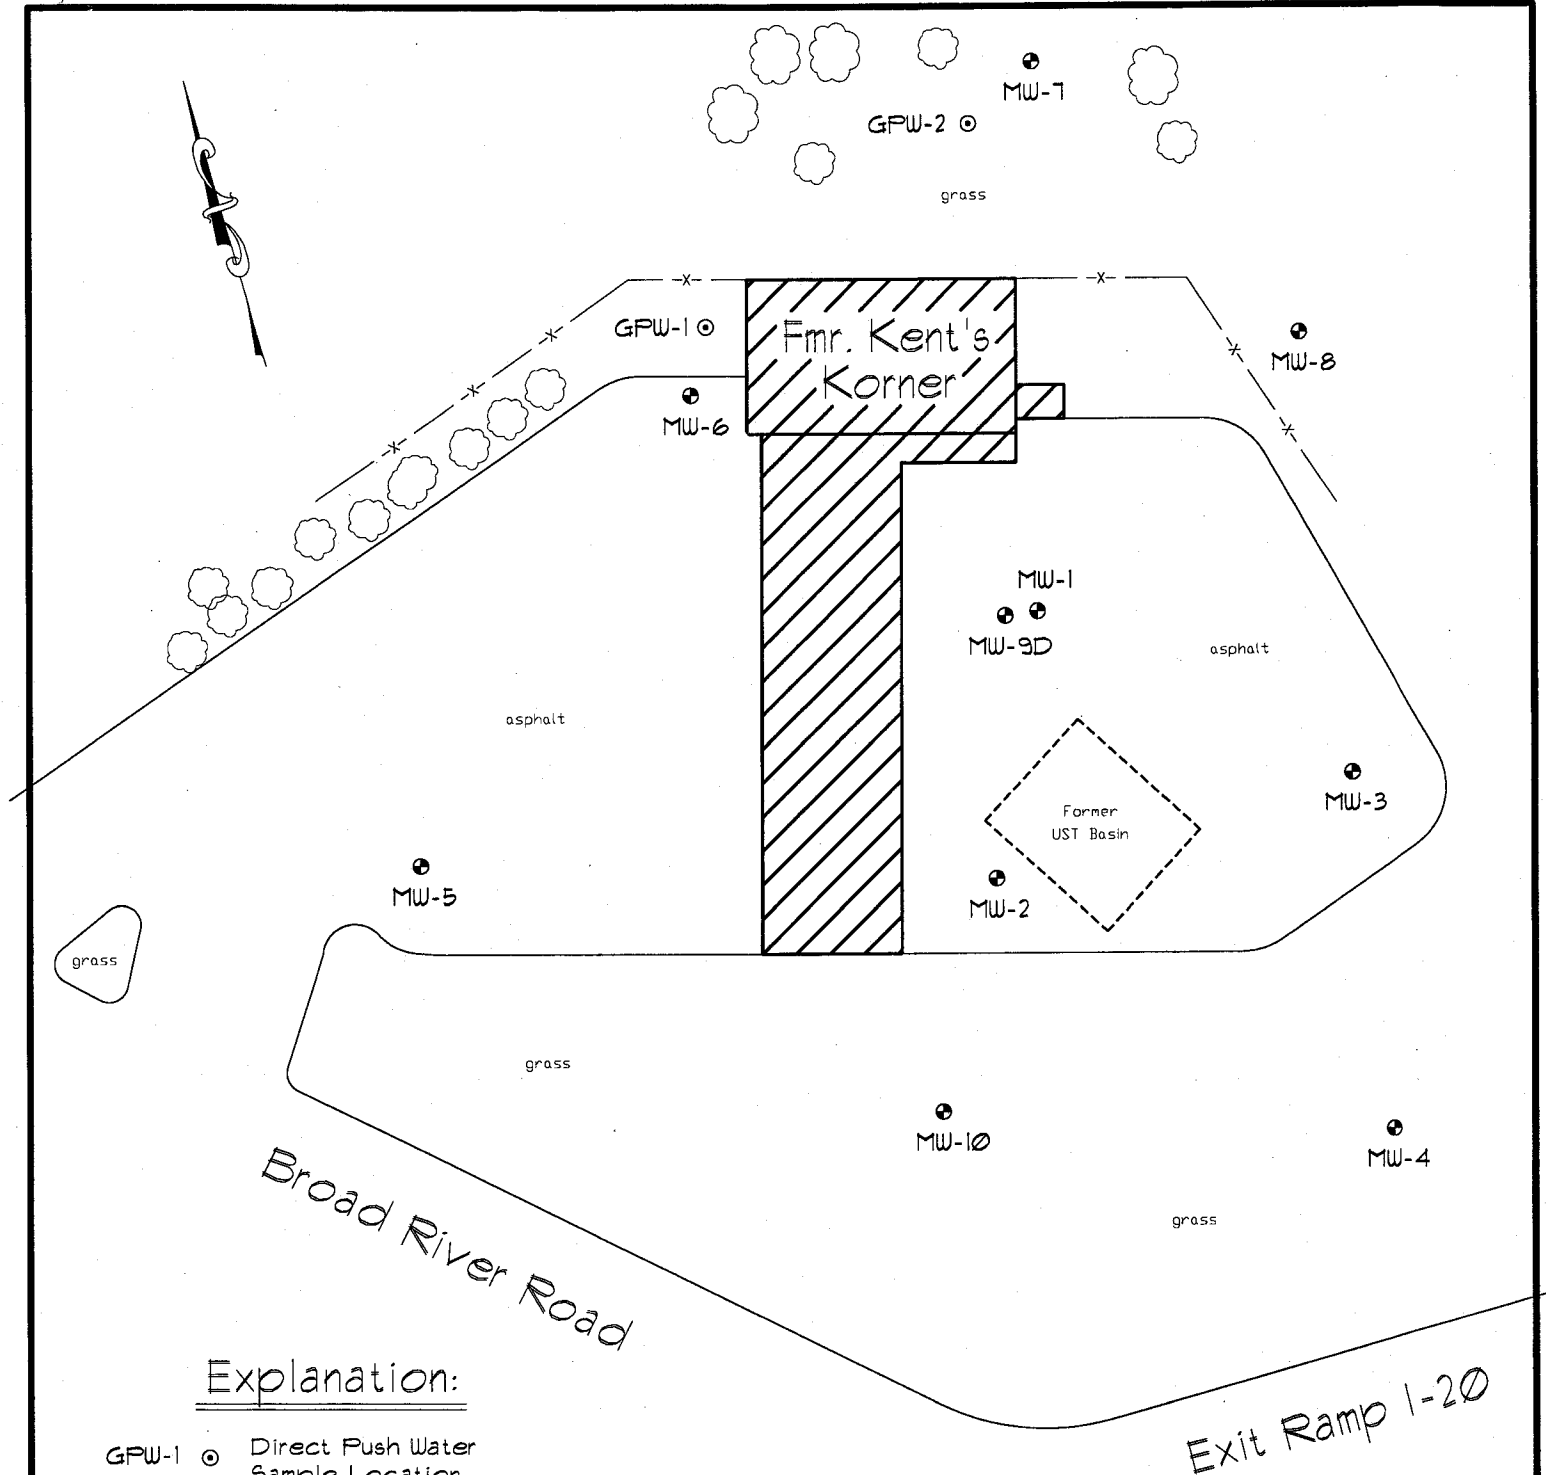 MW-7
GPW-2
grass
GPW-1
Fmr. Kent's
Korner
MW-8
MW-6
MW-1
MW-9D
asphalt
asphalt
MW-3
Former
UST Basin
MW-5
MW-2
grass
grass
MW-10
MW-4
grass
Broad River Road
Exit Ramp I-20
Explanation:
GPW-1 Direct Push Water
Sample Location